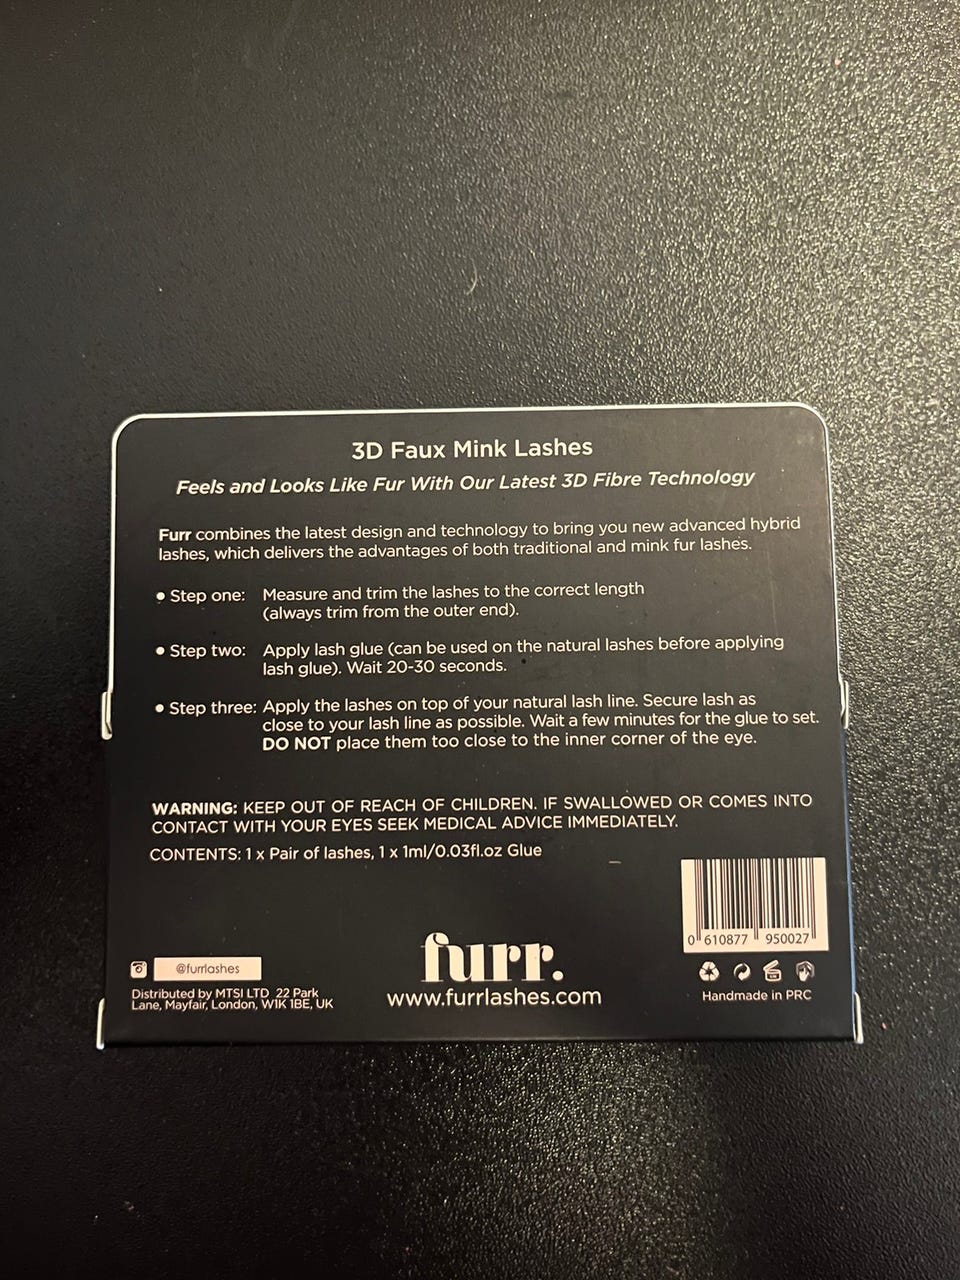 3D Faux Mink Lashes
Feels and Looks Like Fur With Our Latest 3D Fibre Technology
Furr combines the latest design and technology to bring you new advanced hybrid
lashes, which delivers the advantages of both traditional and mink fur lashes.
• Step one: Measure and trim the lashes to the correct length
(always trim from the outer end).
• Step two: Apply lash glue (can be used on the natural lashes before applying
lash glue). Wait 20-30 seconds.
• Step three: Apply the lashes on top of your natural lash line. Secure lash as
close to your lash line as possible. Wait a few minutes for the glue to set.
DO NOT place them too close to the inner corner of the eye.
WARNING: KEEP OUT OF REACH OF CHILDREN. IF SWALLOWED OR COMES INTO
CONTACT WITH YOUR EYES SEEK MEDICAL ADVICE IMMEDIATELY.
CONTENTS: 1 x Pair of lashes, 1 x 1ml/0.03fl.oz Glue
0 610877 950027
@furrlashes
Distributed by MTSI LTD. 22 Park
Lane, Mayfair, London, W1K 1BE, UK
furr.
www.furrlashes.com
Handmade in PRC